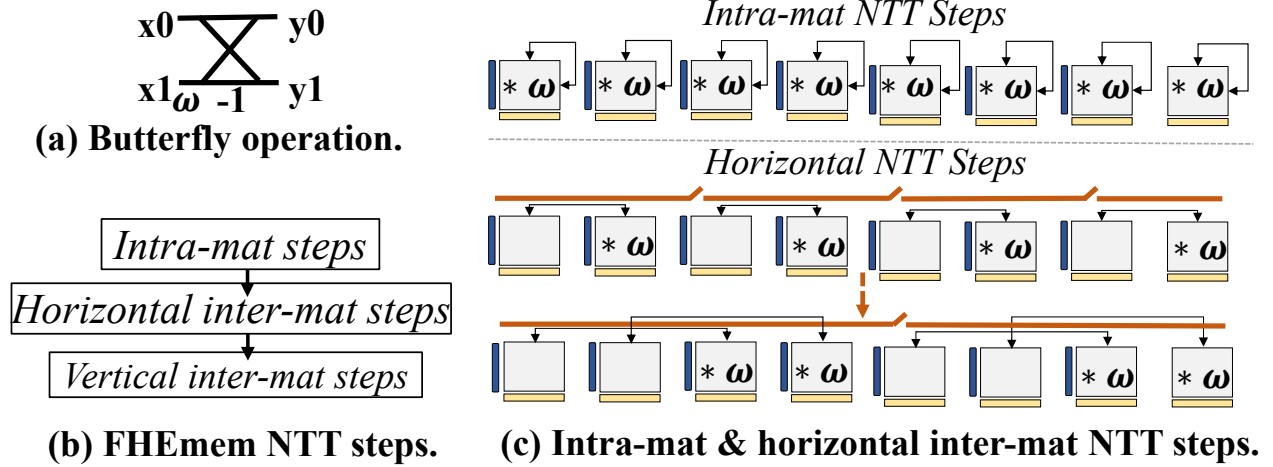 x0 y0
x1 ω -1 y1
(a) Butterfly operation.
Intra-mat steps
Horizontal inter-mat steps
Vertical inter-mat steps
(b) FHEmem NTT steps.
Intra-mat NTT Steps
* ω * ω * ω * ω * ω * ω * ω * ω
Horizontal NTT Steps
* ω * ω * ω * ω
* ω * ω * ω * ω
(c) Intra-mat & horizontal inter-mat NTT steps.